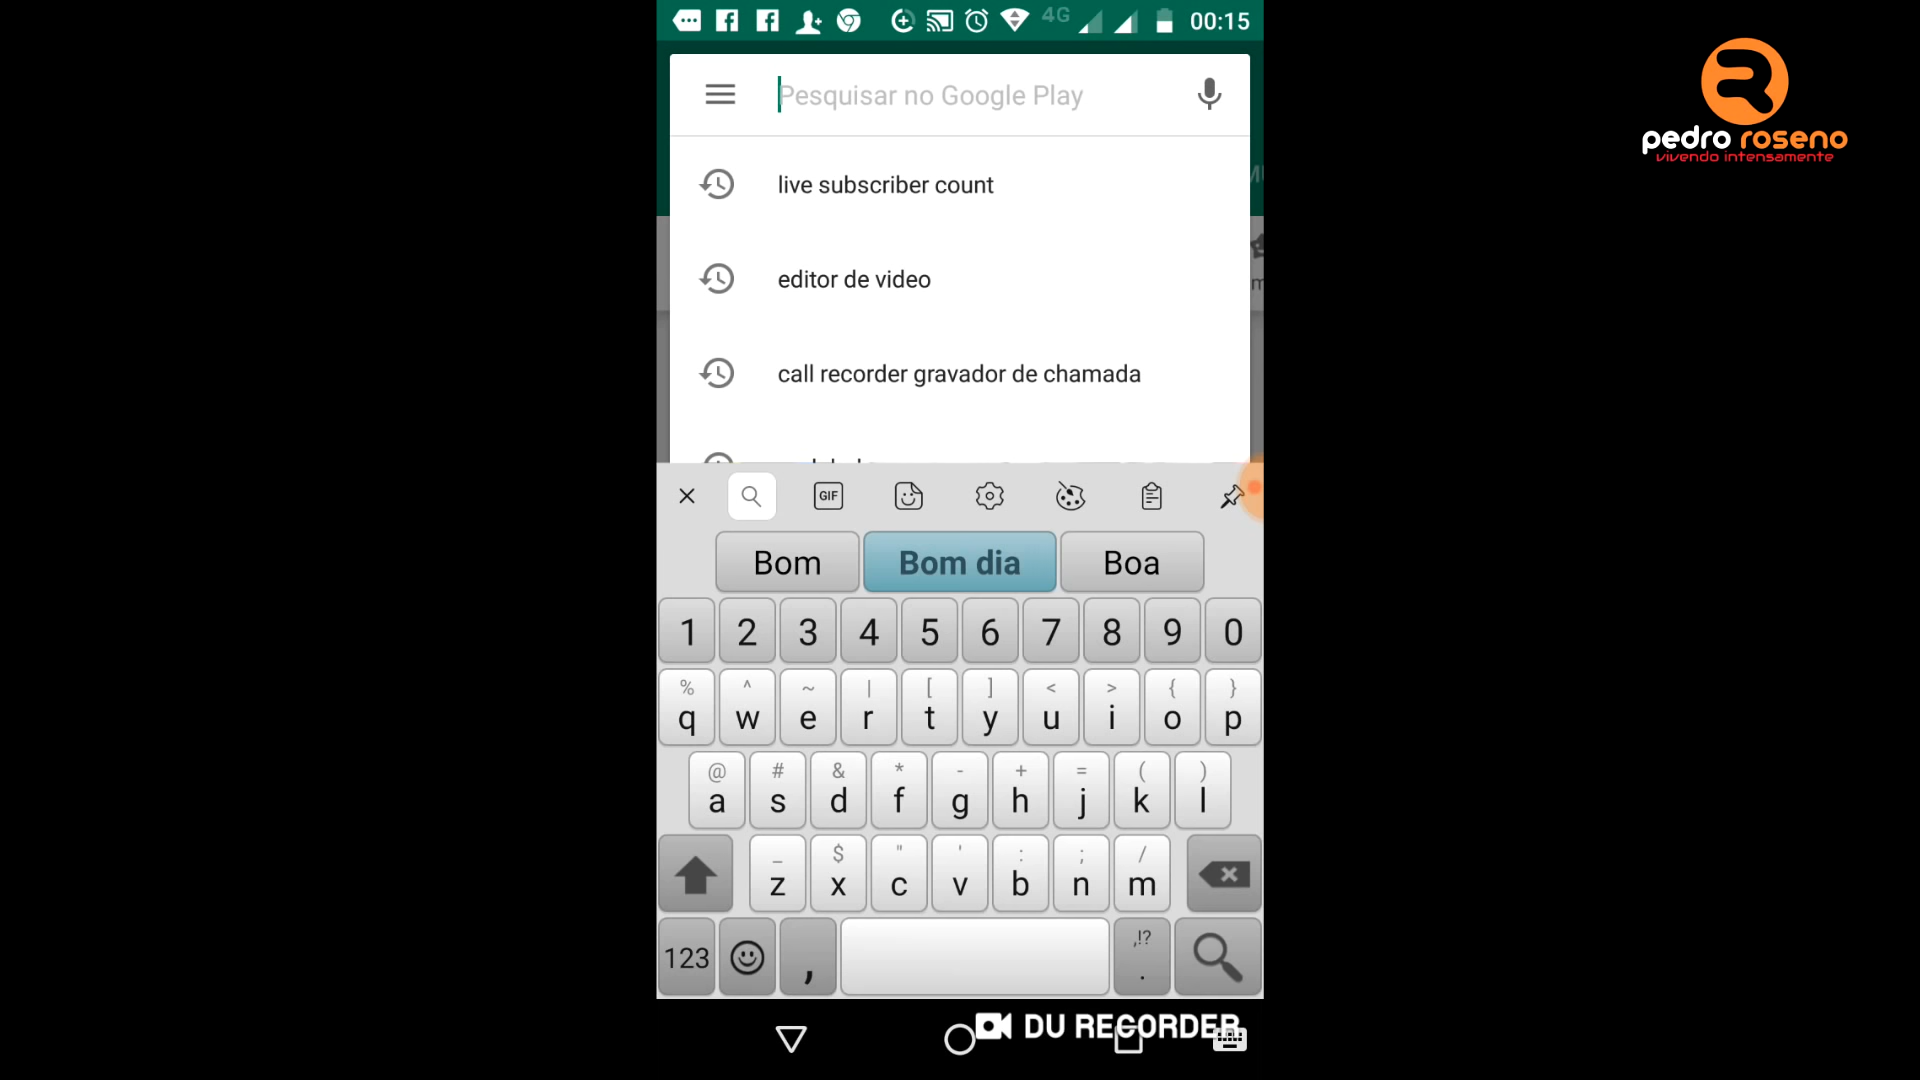 4G 00:15
Pesquisar no Google Play
pedro roseno
vivendo intensamente
live subscriber count
editor de video
call recorder gravador de chamada
GIF
Bom Bom dia Boa
1 2 3 4 5 6 7 8 9 0
% ^ ~ | [ ] < > { }
q w e r t y u i o p
@ # & * - + = ( )
a s d f g h j k l
_ $ " ' : ; /
z x c v b n m
,!?
123 , .
DU RECORDER